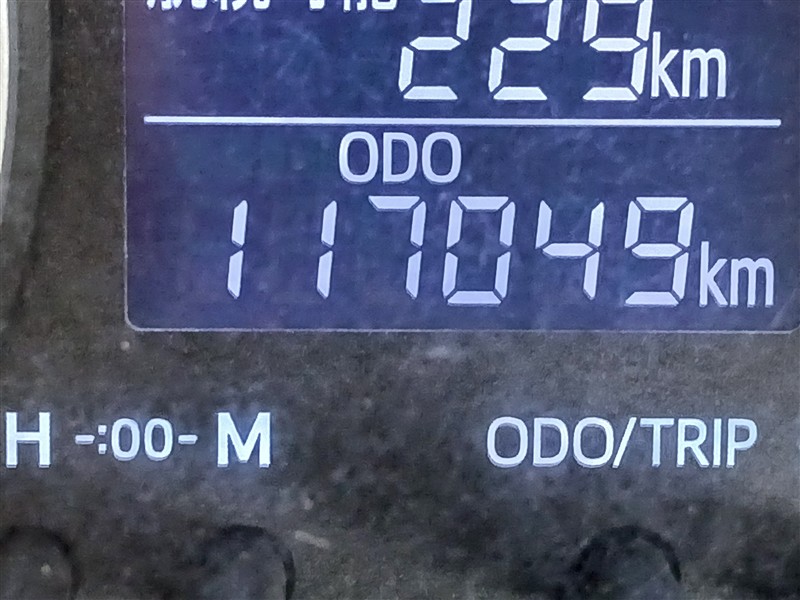 229km
ODO
117049km
H -:00- M
ODO/TRIP